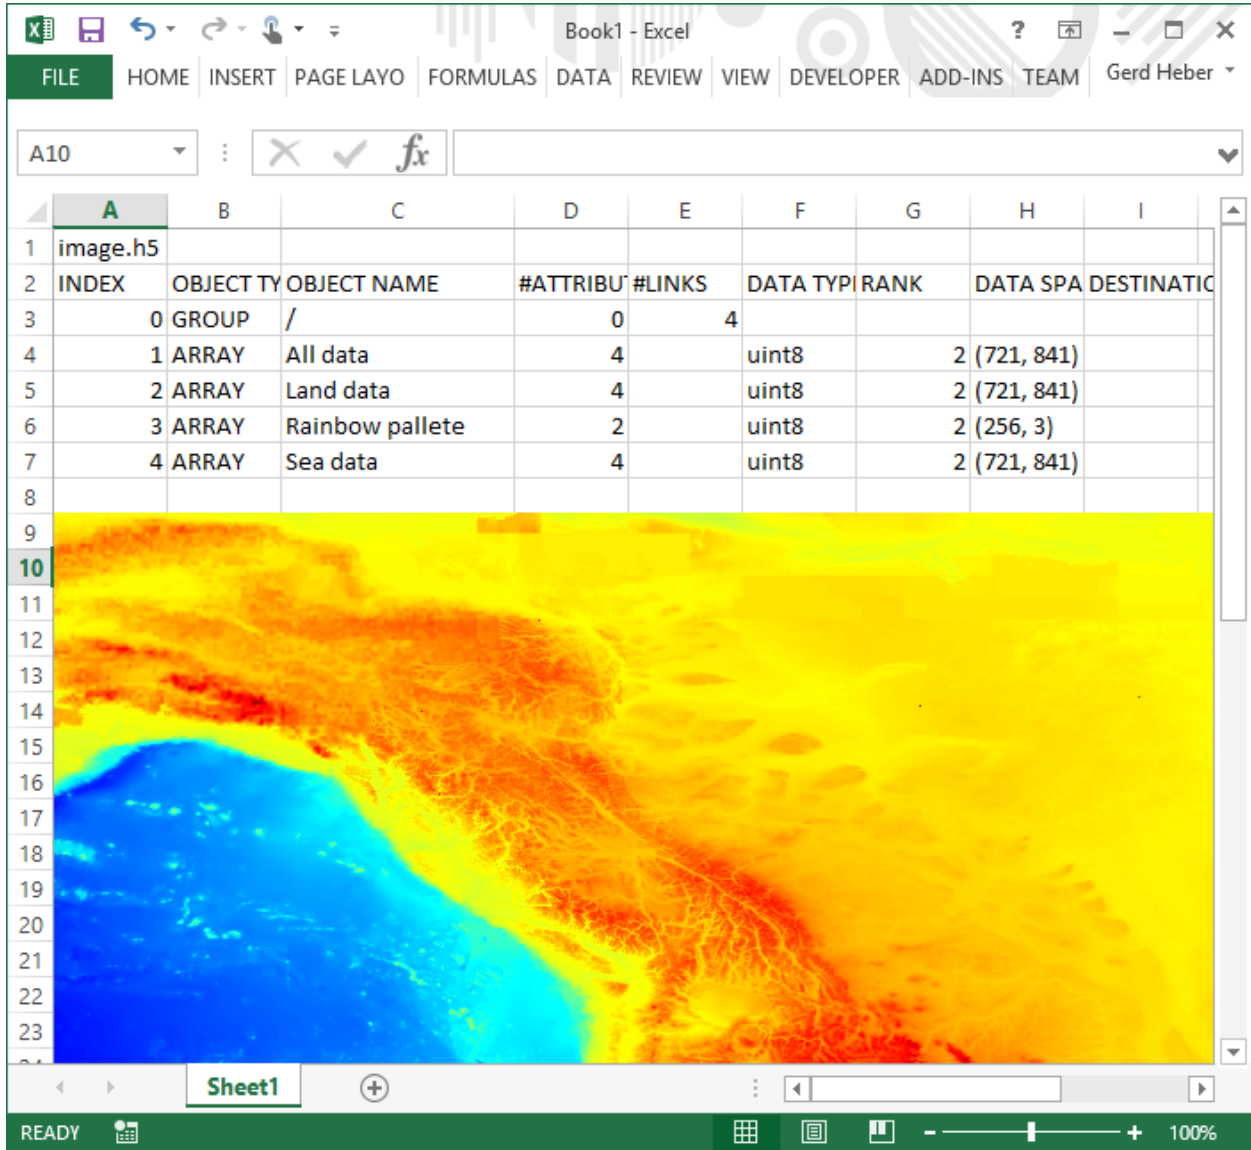 Book1 - Excel ?
FILE HOME INSERT PAGE LAYO FORMULAS DATA REVIEW VIEW DEVELOPER ADD-INS TEAM Gerd Heber
A10 fx
A B C D E F G H I
1 image.h5
2 INDEX OBJECT TY OBJECT NAME #ATTRIBUT #LINKS DATA TYPI RANK DATA SPA DESTINATIO
3 0 GROUP / 0 4
4 1 ARRAY All data 4 uint8 2 (721, 841)
5 2 ARRAY Land data 4 uint8 2 (721, 841)
6 3 ARRAY Rainbow pallete 2 uint8 2 (256, 3)
7 4 ARRAY Sea data 4 uint8 2 (721, 841)
8
9
10
11
12
13
14
15
16
17
18
19
20
21
22
23
Sheet1
READY 100%